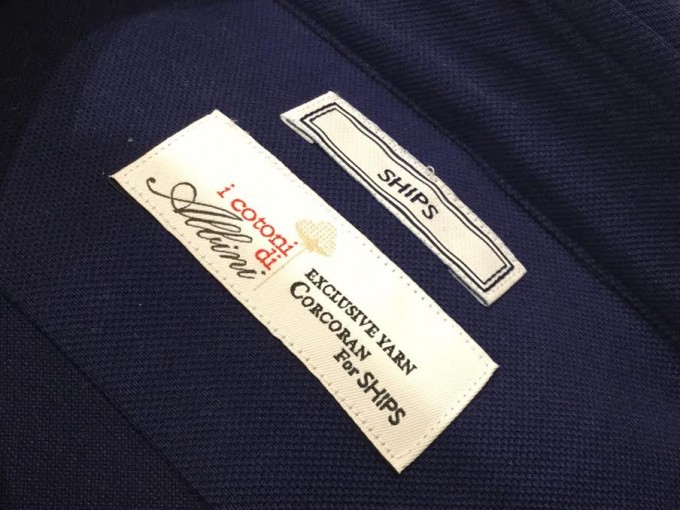 SHIPS
i cotoni
di
Albini
EXCLUSIVE YARN
CORCORAN
For SHIPS